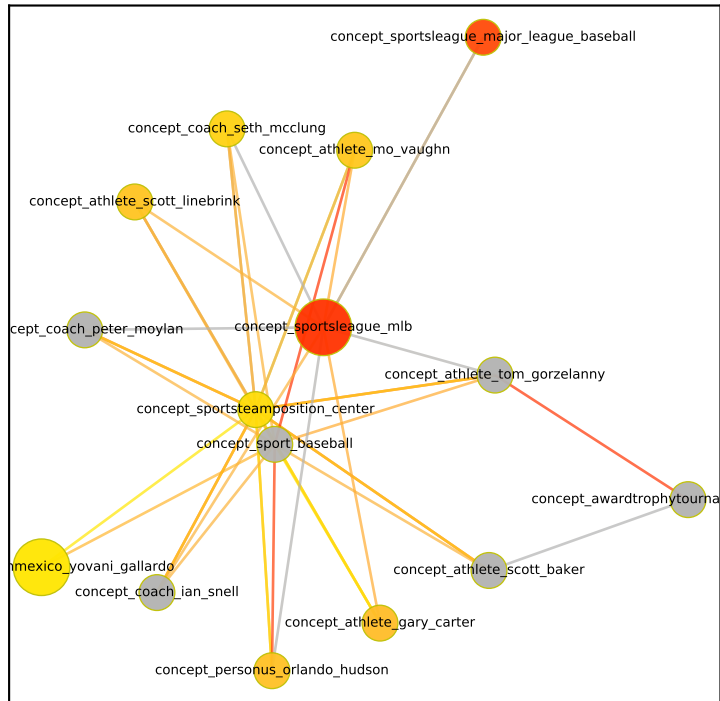 concept_sportsleague_major_league_baseball
concept_coach_seth_mcclung
concept_athlete_mo_vaughn
concept_athlete_scott_linebrink
cept_coach_peter_moylan
concept_sportsleague_mlb
concept_athlete_tom_gorzelanny
concept_sportsteamposition_center
concept_sport_baseball
concept_awardtrophytourna
nmexico_yovani_gallardo
concept_athlete_scott_baker
concept_coach_ian_snell
concept_athlete_gary_carter
concept_personus_orlando_hudson